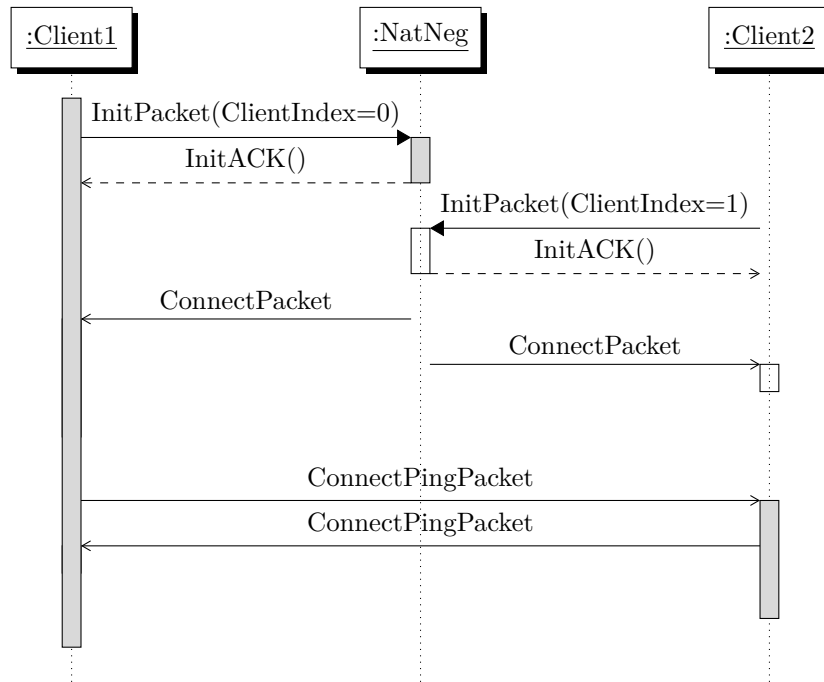 :Client1
:NatNeg
:Client2
InitPacket(ClientIndex=0)
InitACK()
InitPacket(ClientIndex=1)
InitACK()
ConnectPacket
ConnectPacket
ConnectPingPacket
ConnectPingPacket